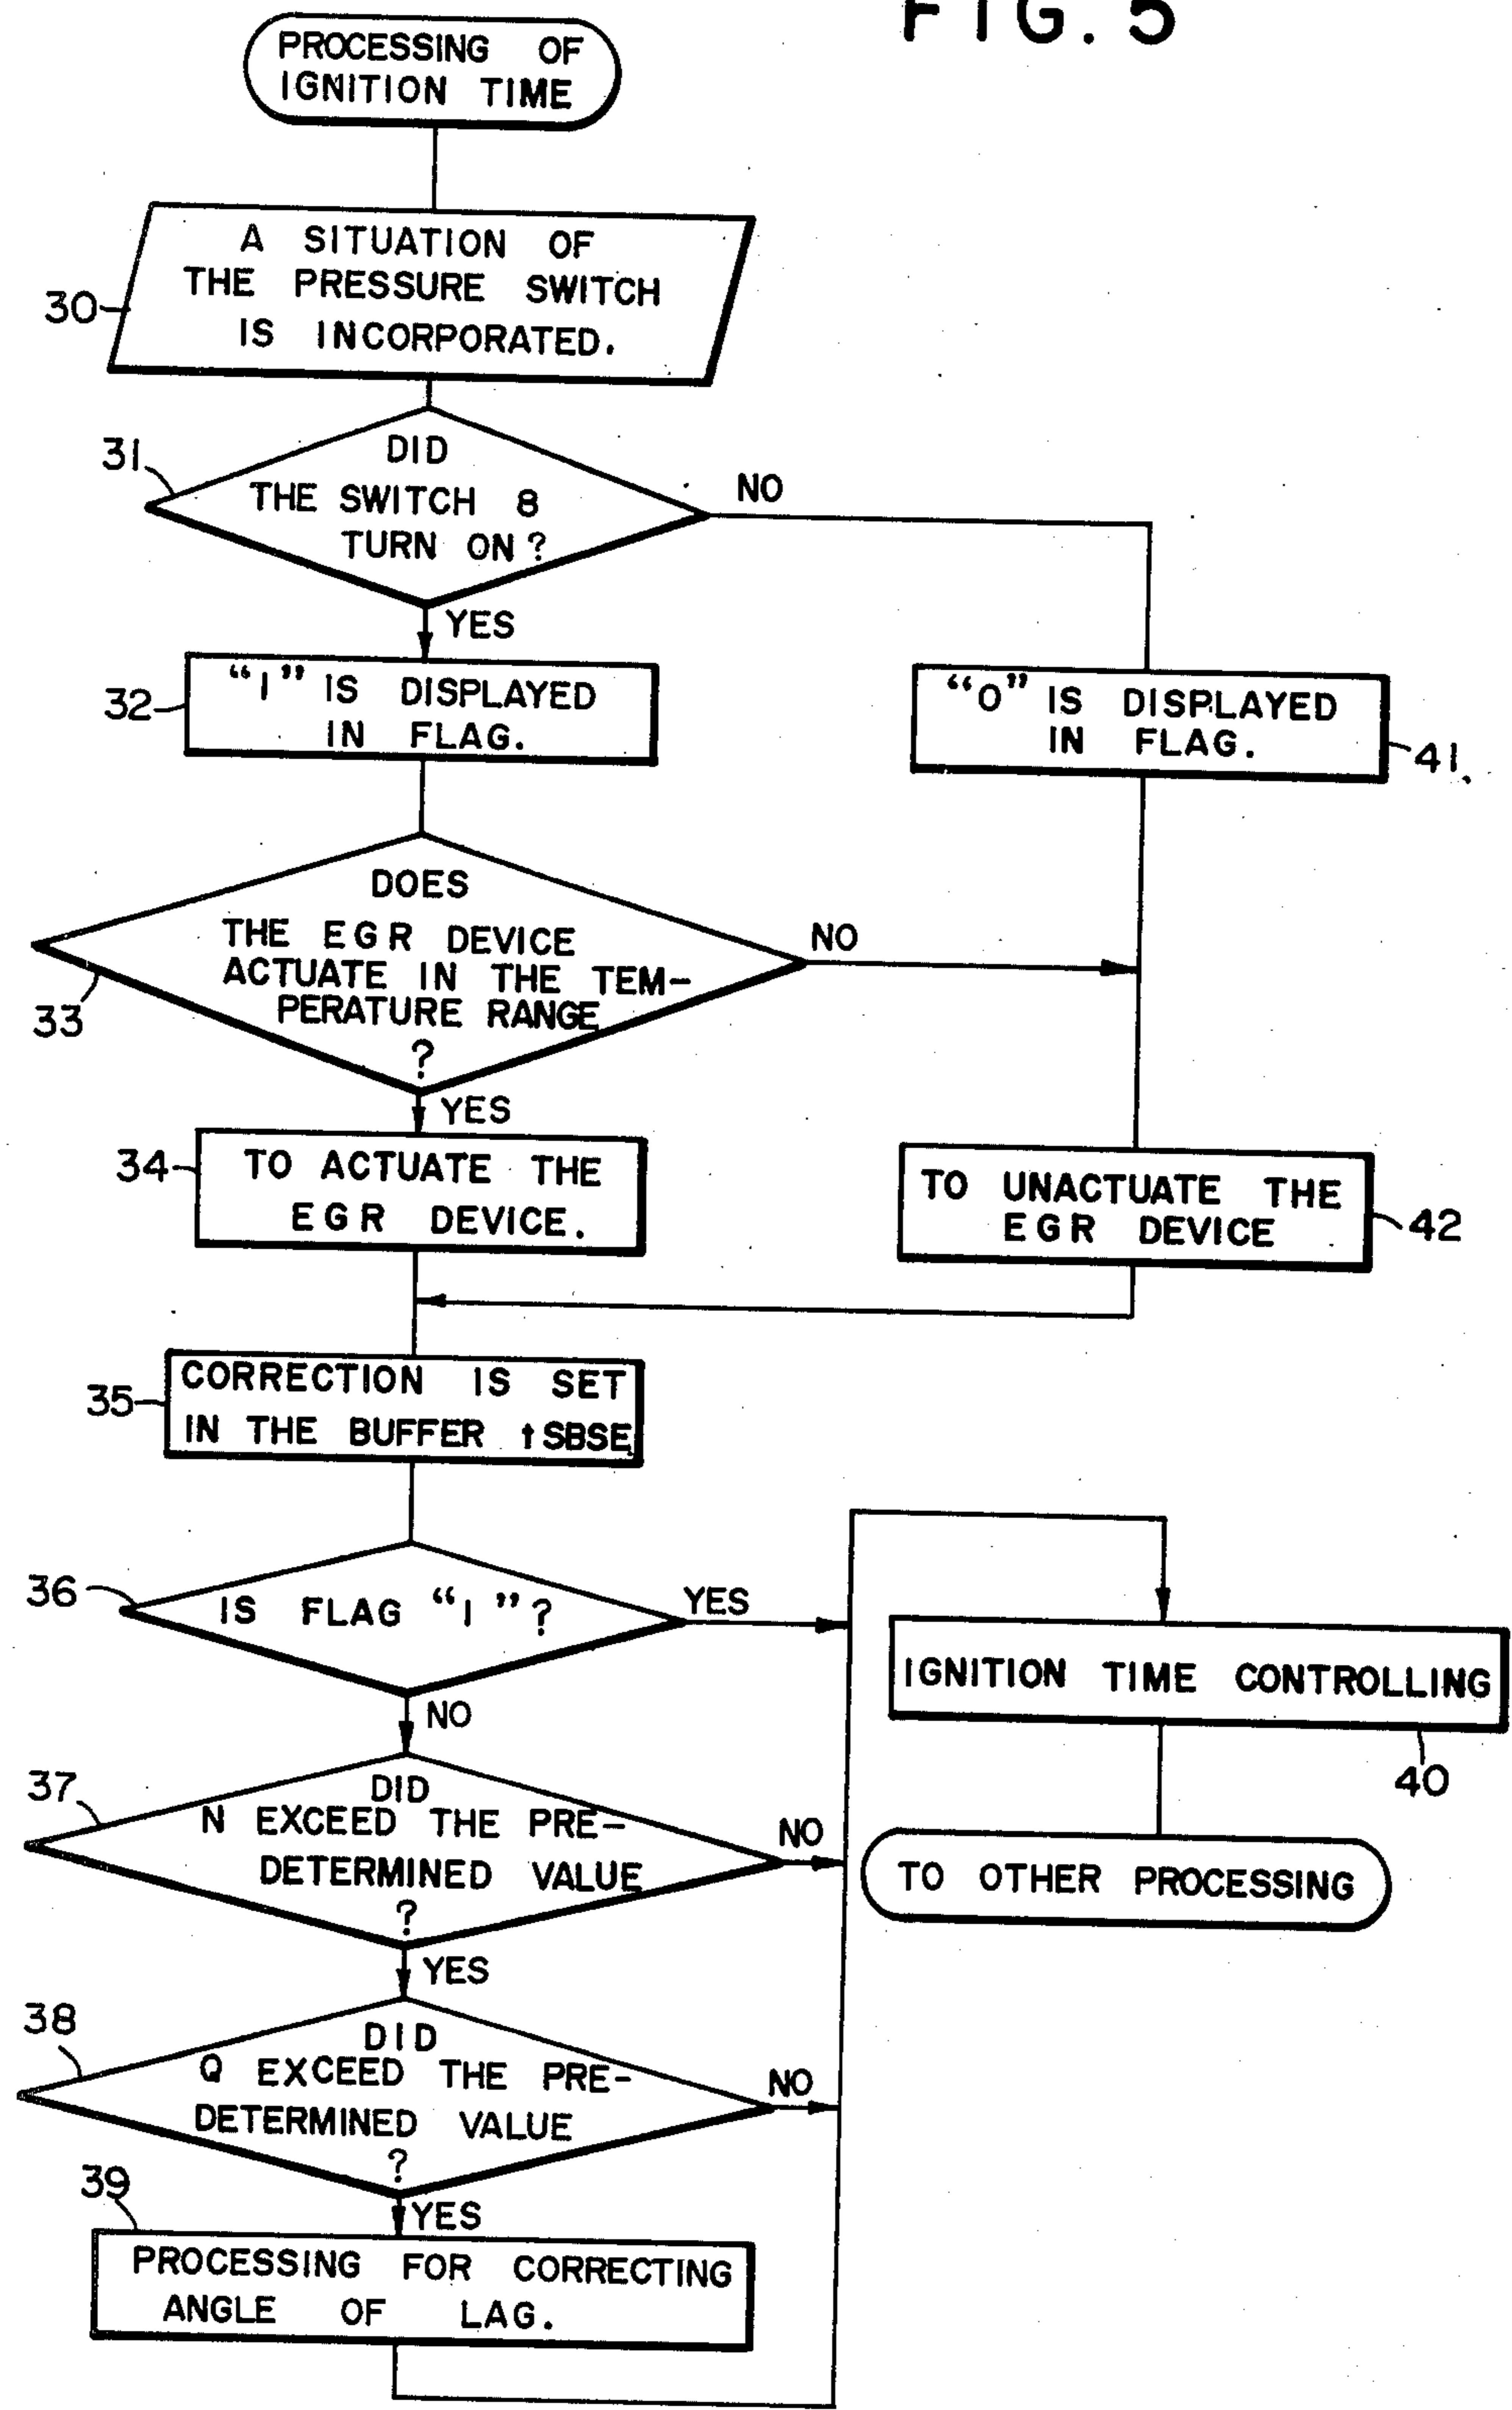 FIG. 5
PROCESSING OF
IGNITION TIME
A SITUATION OF
THE PRESSURE SWITCH
IS INCORPORATED.
30
31
DID
THE SWITCH 8
TURN ON?
NO
YES
32
"1" IS DISPLAYED
IN FLAG.
"0" IS DISPLAYED
IN FLAG.
41
DOES
THE EGR DEVICE
ACTUATE IN THE TEM-
PERATURE RANGE
?
33
NO
YES
34
TO ACTUATE THE
EGR DEVICE.
TO UNACTUATE THE
EGR DEVICE
42
35
CORRECTION IS SET
IN THE BUFFER tSBSE
36
IS FLAG "1"?
YES
NO
IGNITION TIME CONTROLLING
40
37
DID
N EXCEED THE PRE-
DETERMINED VALUE
?
NO
YES
TO OTHER PROCESSING
38
DID
Q EXCEED THE PRE-
DETERMINED VALUE
?
NO
YES
39
PROCESSING FOR CORRECTING
ANGLE OF LAG.